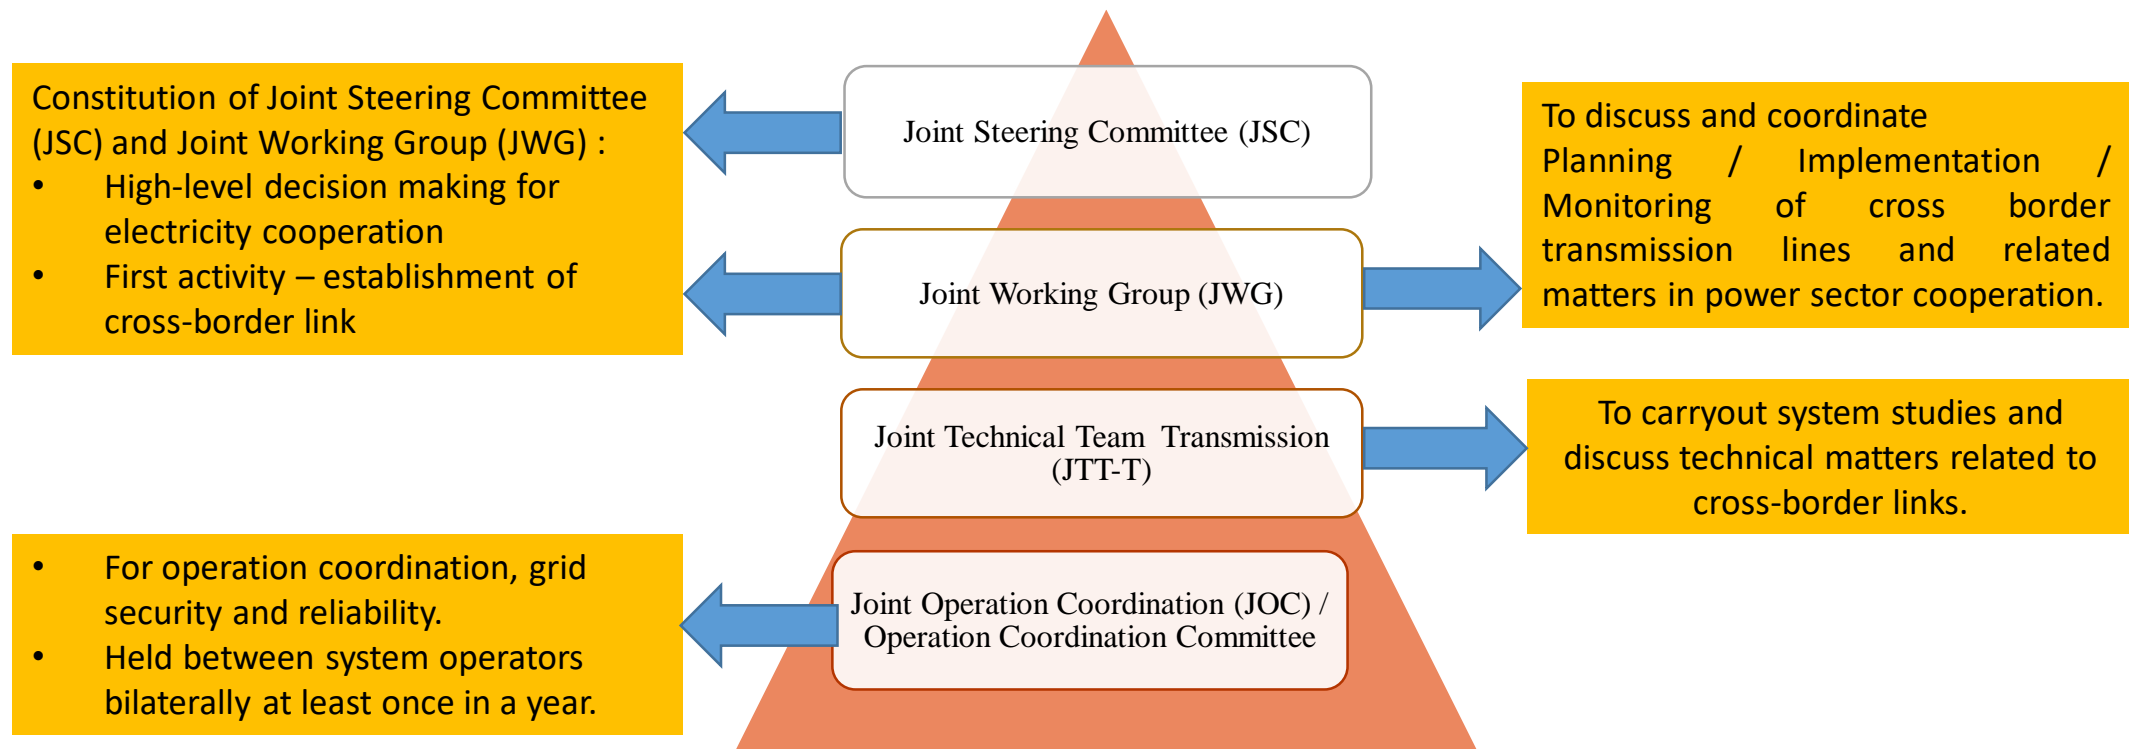 Constitution of Joint Steering Committee
(JSC) and Joint Working Group (JWG) :
• High-level decision making for
electricity cooperation
• First activity – establishment of
cross-border link
Joint Steering Committee (JSC)
Joint Working Group (JWG)
To discuss and coordinate
Planning / Implementation /
Monitoring of cross border
transmission lines and related
matters in power sector cooperation.
Joint Technical Team Transmission
(JTT-T)
To carryout system studies and
discuss technical matters related to
cross-border links.
• For operation coordination, grid
security and reliability.
• Held between system operators
bilaterally at least once in a year.
Joint Operation Coordination (JOC) /
Operation Coordination Committee